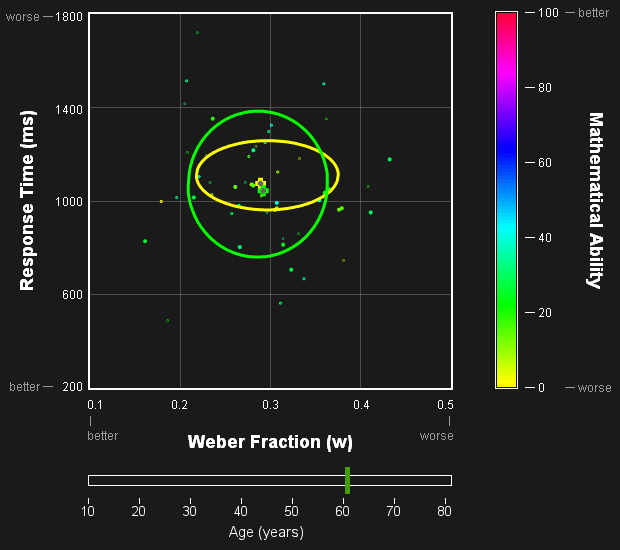 worse
1800
1400
1000
600
200
better
Response Time (ms)
0.1
0.2
0.3
0.4
0.5
better
worse
Weber Fraction (w)
10
20
30
40
50
60
70
80
Age (years)
100
better
80
60
40
20
0
worse
Mathematical Ability